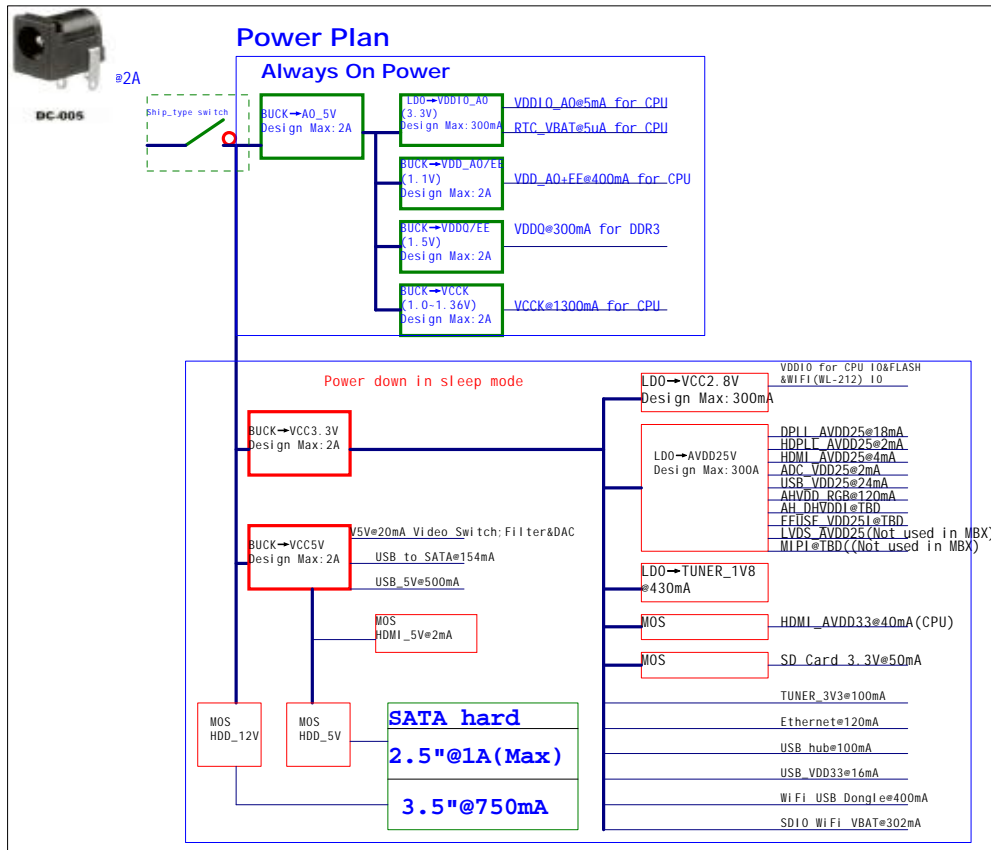 Power Plan
@2A
DC-005
Always On Power
Ship_type switch
BUCK→AO_5V
Design Max:2A
LDO→VDDIO_AO
(3.3V)
Design Max:300mA
VDDIO_AO@5mA for CPU
RTC_VBAT@5uA for CPU
BUCK→VDD_AO/EE
(1.1V)
Design Max:2A
VDD_AO+EE@400mA for CPU
BUCK→VDDQ/EE
(1.5V)
Design Max:2A
VDDQ@300mA for DDR3
BUCK→VCCK
(1.0~1.36V)
Design Max:2A
VCCK@1300mA for CPU
Power down in sleep mode
BUCK→VCC3.3V
Design Max:2A
BUCK→VCC5V
Design Max:2A
V5V@20mA Video Switch;Filter&DAC
USB to SATA@154mA
USB_5V@500mA
MOS
HDMI_5V@2mA
MOS
HDD_12V
MOS
HDD_5V
SATA hard
2.5"@1A(Max)
3.5"@750mA
LDO→VCC2.8V
Design Max:300mA
VDDIO for CPU IO&FLASH
&WIFI(WL-212) IO
LDO→AVDD25V
Design Max:300A
DPLL_AVDD25@18mA
HDPLL_AVDD25@2mA
HDMI_AVDD25@4mA
ADC_VDD25@2mA
USB_VDD25@24mA
AHVDD_RGB@120mA
AH_DHVDDI@TBD
EFUSE_VDD25I@TBD
LVDS_AVDD25(Not used in MBX)
MIPI@TBD((Not used in MBX)
LDO→TUNER_1V8
@430mA
MOS
HDMI_AVDD33@40mA(CPU)
MOS
SD Card 3.3V@50mA
TUNER_3V3@100mA
Ethernet@120mA
USB hub@100mA
USB_VDD33@16mA
WiFi USB Dongle@400mA
SDIO WiFi VBAT@302mA